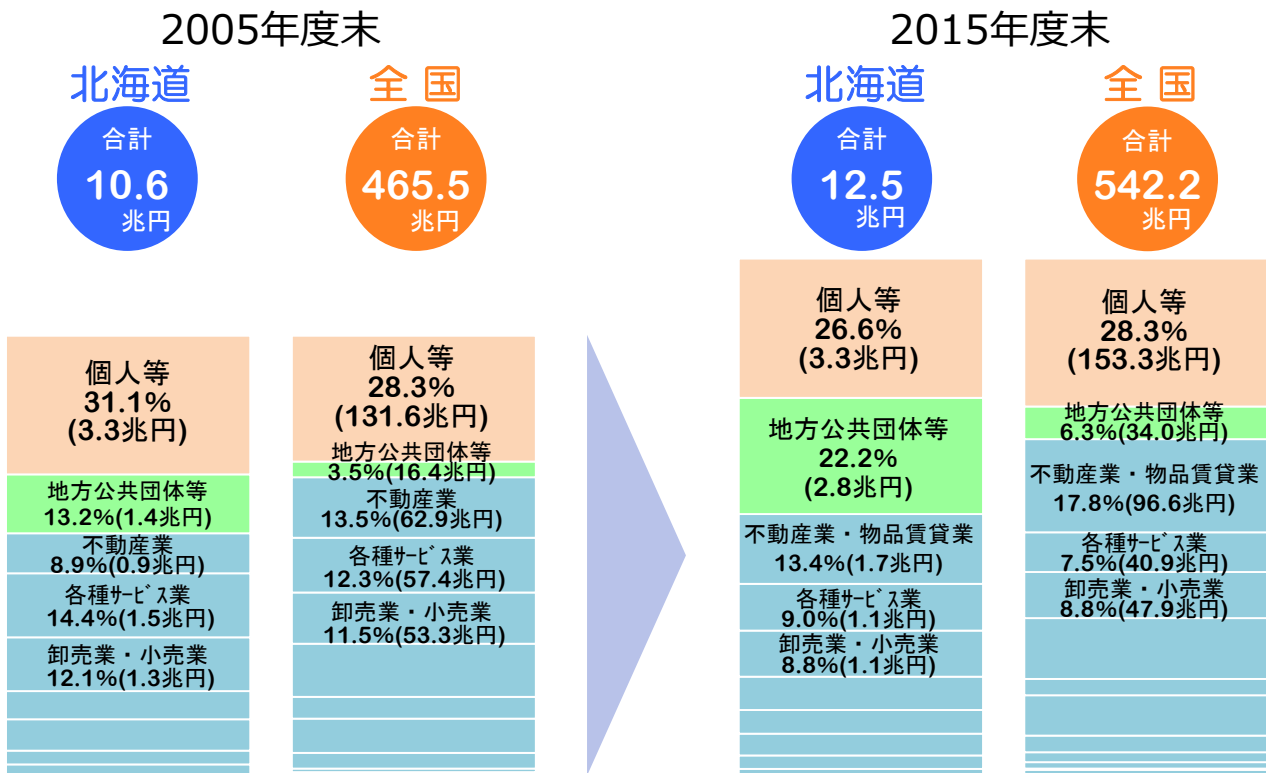 2005年度末
北海道
合計
10.6
兆円
個人等
31.1%
(3.3兆円)
地方公共団体等
13.2%(1.4兆円)
不動産業
8.9%(0.9兆円)
各種サービス業
14.4%(1.5兆円)
卸売業・小売業
12.1%(1.3兆円)
全国
合計
465.5
兆円
個人等
28.3%
(131.6兆円)
地方公共団体等
3.5%(16.4兆円)
不動産業
13.5%(62.9兆円)
各種サービス業
12.3%(57.4兆円)
卸売業・小売業
11.5%(53.3兆円)
2015年度末
北海道
合計
12.5
兆円
個人等
26.6%
(3.3兆円)
地方公共団体等
22.2%
(2.8兆円)
不動産業・物品賃貸業
13.4%(1.7兆円)
各種サービス業
9.0%(1.1兆円)
卸売業・小売業
8.8%(1.1兆円)
全国
合計
542.2
兆円
個人等
28.3%
(153.3兆円)
地方公共団体等
6.3%(34.0兆円)
不動産業・物品賃貸業
17.8%(96.6兆円)
各種サービス業
7.5%(40.9兆円)
卸売業・小売業
8.8%(47.9兆円)